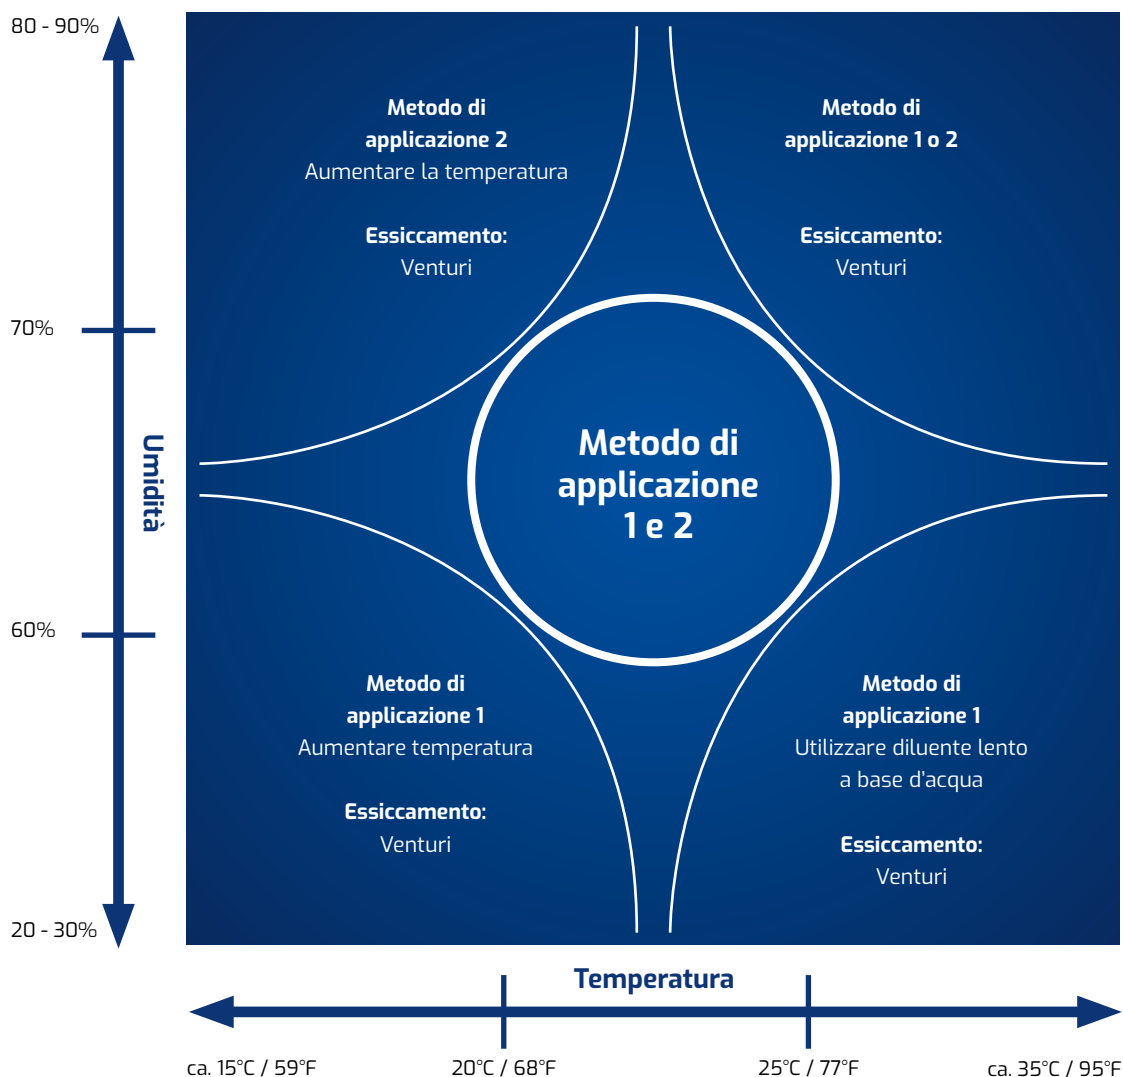 80 - 90%
70%
Umidità
60%
20 - 30%
Metodo di
applicazione 2
Aumentare la temperatura
Essiccamento:
Venturi
Metodo di
applicazione 1 o 2
Essiccamento:
Venturi
Metodo di
applicazione
1 e 2
Metodo di
applicazione 1
Aumentare temperatura
Essiccamento:
Venturi
Metodo di
applicazione 1
Utilizzare diluente lento
a base d'acqua
Essiccamento:
Venturi
Temperatura
ca. 15°C / 59°F
20°C / 68°F
25°C / 77°F
ca. 35°C / 95°F